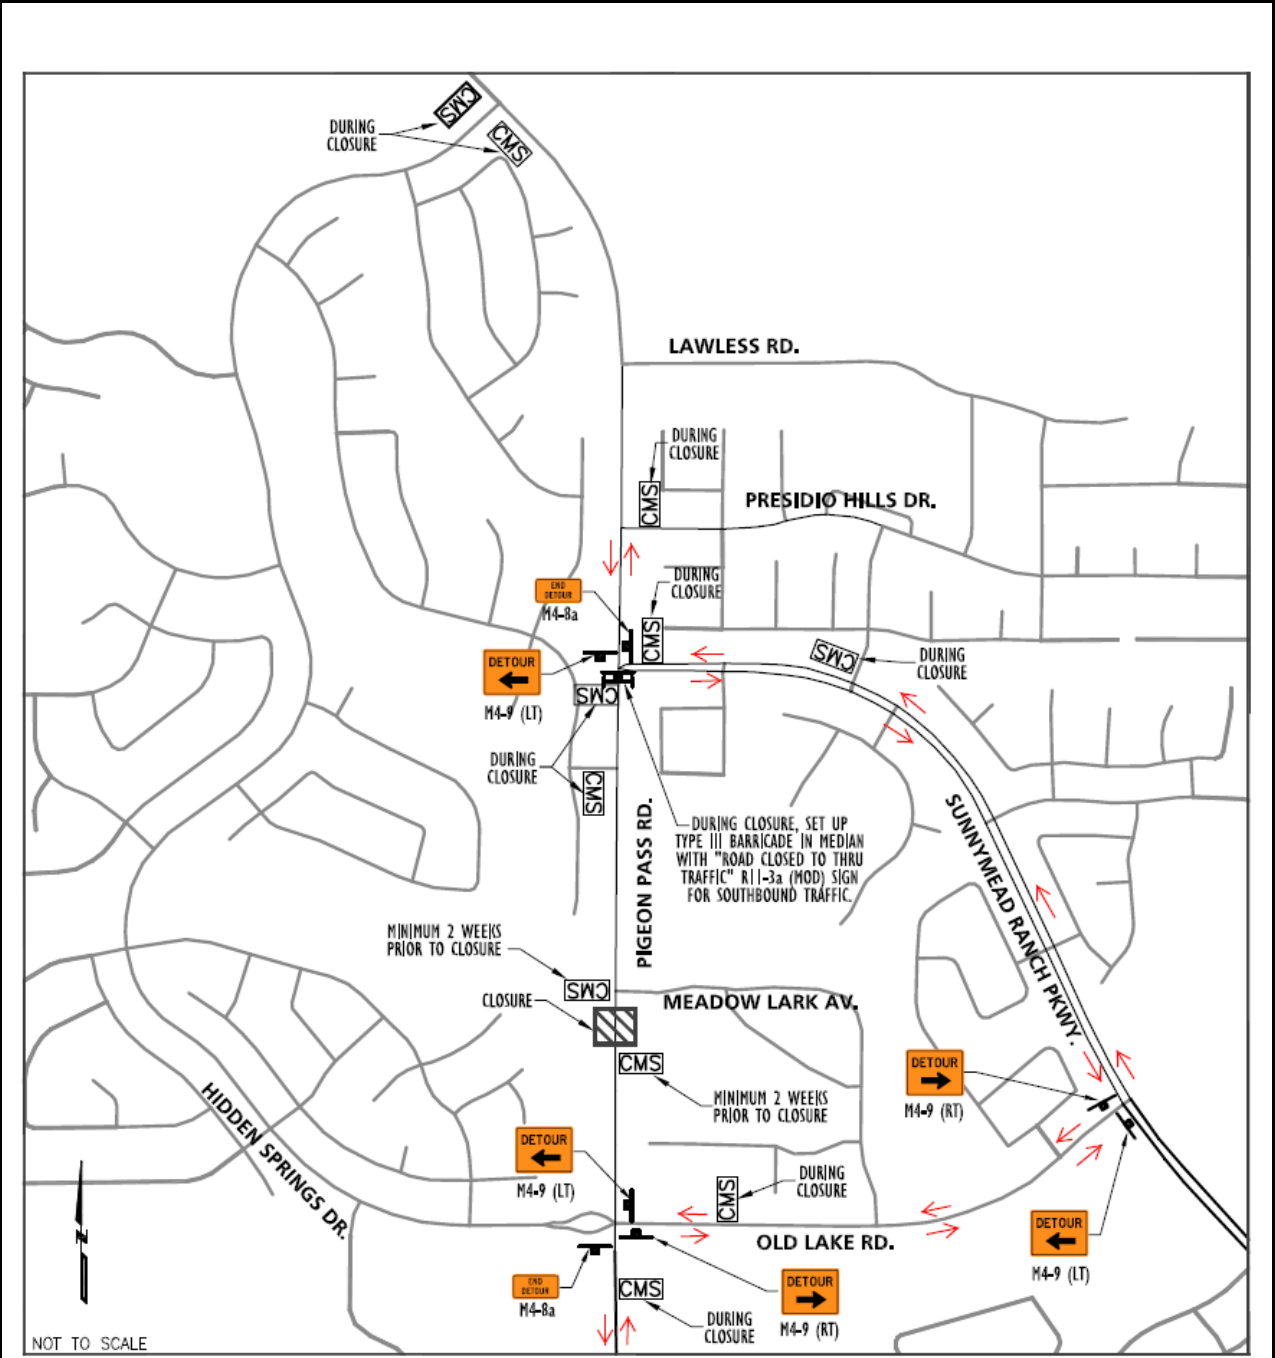 CMS
DURING
CLOSURE
CMS
LAWLESS RD.
DURING
CLOSURE
CMS
PRESIDIO HILLS DR.
END
DETOUR
M4-8a
DURING
CLOSURE
CMS
DETOUR
M4-9 (LT)
CMS
DURING
CLOSURE
CMS
DURING
CLOSURE
CMS
PIGEON PASS RD.
DURING CLOSURE, SET UP
TYPE III BARRICADE IN MEDIAN
WITH "ROAD CLOSED TO THRU
TRAFFIC" R11-3a (MOD) SIGN
FOR SOUTHBOUND TRAFFIC.
SUNNYMEAD RANCH PKWY.
MINIMUM 2 WEEKS
PRIOR TO CLOSURE
CMS
CLOSURE
MEADOW LARK AV.
CMS
MINIMUM 2 WEEKS
PRIOR TO CLOSURE
DETOUR
M4-9 (RT)
HIDDEN SPRINGS DR.
DETOUR
M4-9 (LT)
CMS
DURING
CLOSURE
OLD LAKE RD.
DETOUR
M4-9 (LT)
N
END
DETOUR
M4-8a
CMS
DURING
CLOSURE
DETOUR
M4-9 (RT)
NOT TO SCALE